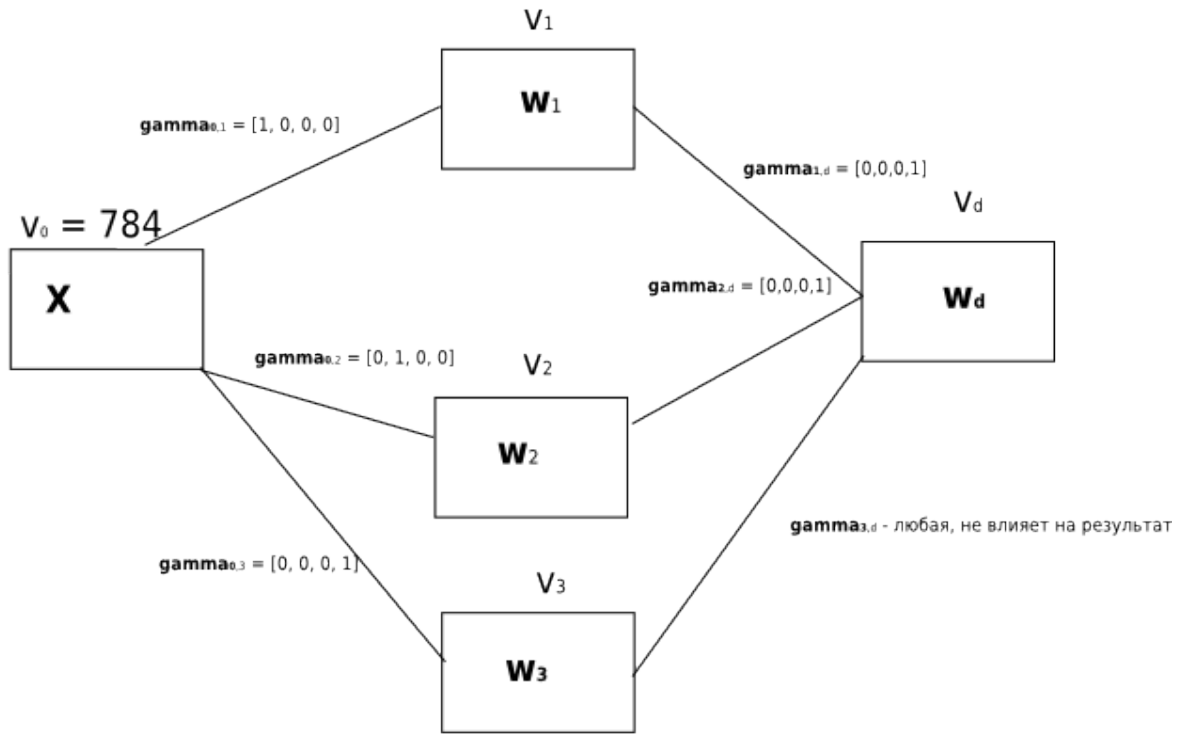 V1
W1
gamma0,1 = [1, 0, 0, 0]
gamma1,d = [0,0,0,1]
V0 = 784
Vd
X
gamma2,d = [0,0,0,1]
Wd
gamma0,2 = [0, 1, 0, 0]
V2
W2
gamma3,d - любая, не влияет на результат
gamma0,3 = [0, 0, 0, 1]
V3
W3